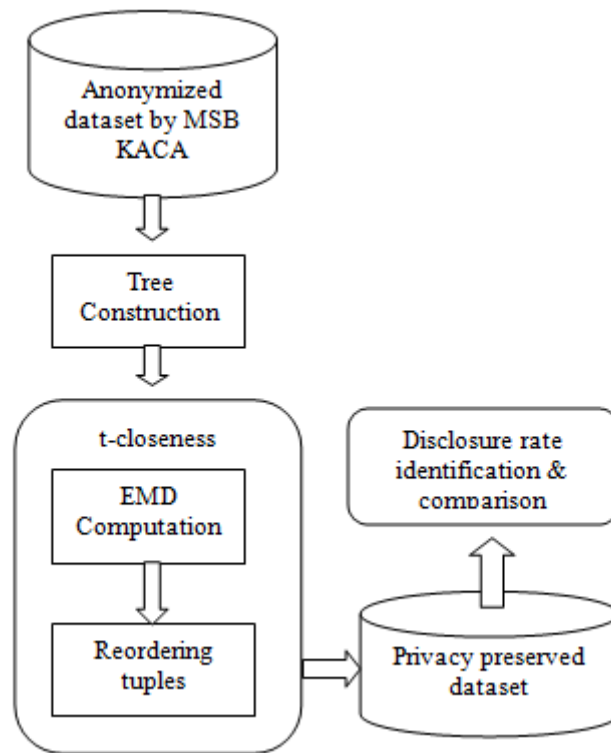 Anonymized
dataset by MSB
KACA
Tree
Construction
t-closeness
EMD
Computation
Reordering
tuples
Disclosure rate
identification &
comparison
Privacy preserved
dataset